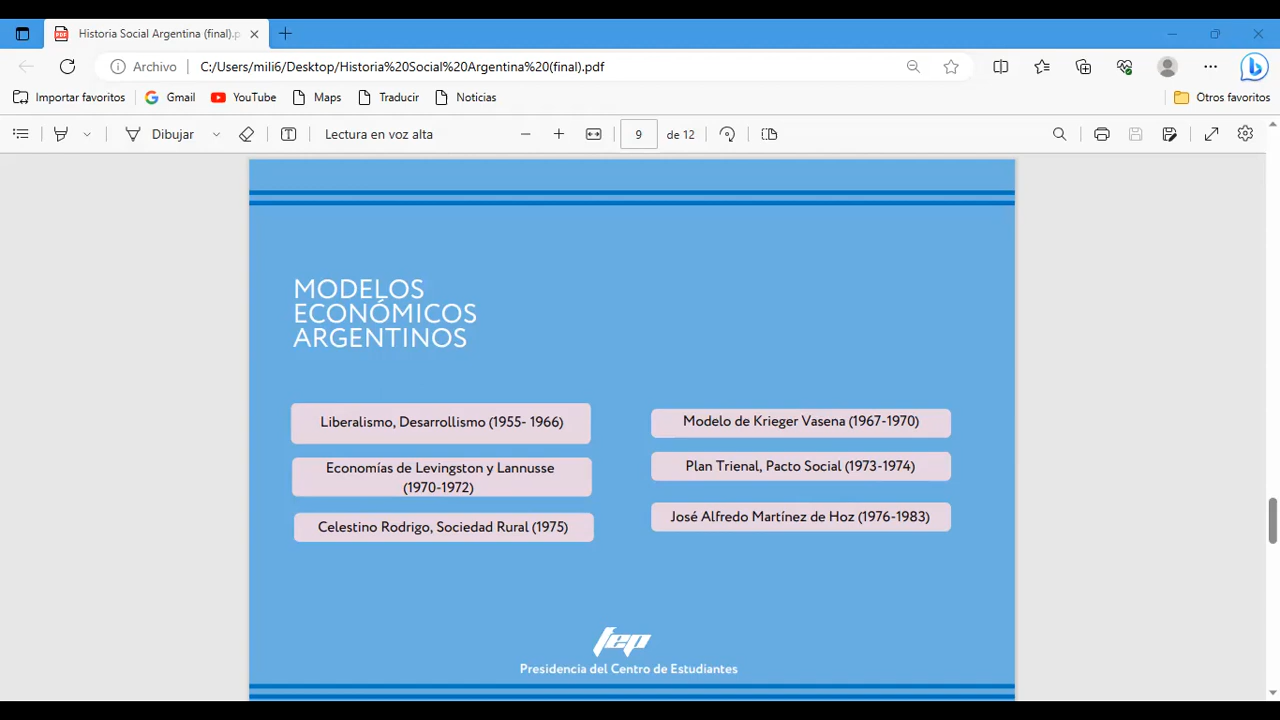 Historia Social Argentina (final).p
Archivo
C:/Users/mili6/Desktop/Historia%20Social%20Argentina%20(final).pdf
Importar favoritos
Gmail
YouTube
Maps
Traducir
Noticias
Otros favoritos
Dibujar
Lectura en voz alta
9
de 12
MODELOS
ECONÓMICOS
ARGENTINOS
Liberalismo, Desarrollismo (1955- 1966)
Modelo de Krieger Vasena (1967-1970)
Economías de Levingston y Lannusse
(1970-1972)
Plan Trienal, Pacto Social (1973-1974)
Celestino Rodrigo, Sociedad Rural (1975)
José Alfredo Martínez de Hoz (1976-1983)
fep
Presidencia del Centro de Estudiantes